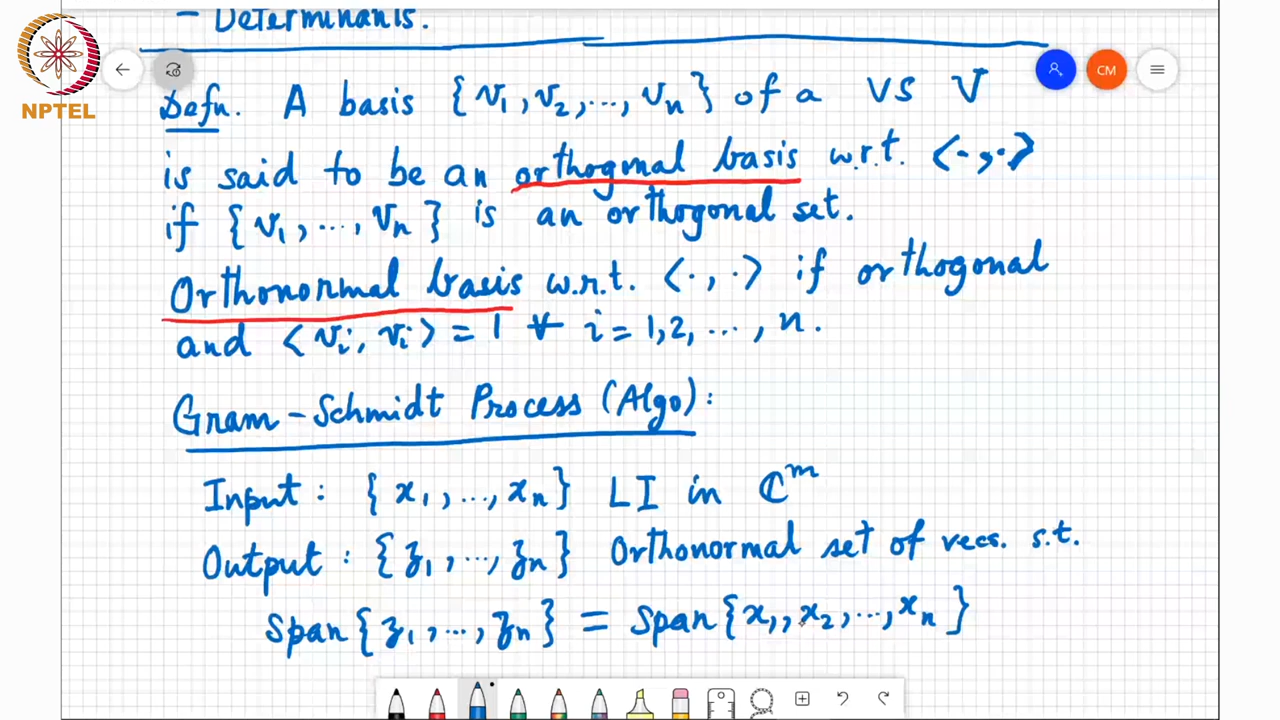 - Determinants.
NPTEL
CM
Defn. A basis {v₁, v₂, ..., vₙ} of a VS V
is said to be an orthogonal basis w.r.t. <·,·>
if {v₁, ..., vₙ} is an orthogonal set.
Orthonormal basis w.r.t. <·,·> if orthogonal
and <vᵢ, vᵢ> = 1 ∀ i = 1, 2, ..., n.
Gram-Schmidt Process (Algo):
Input: {x₁, ..., xₙ} LI in ℂᵐ
Output: {z₁, ..., zₙ} Orthonormal set of vecs. s.t.
span{z₁, ..., zₙ} = span{x₁, x₂, ..., xₙ}